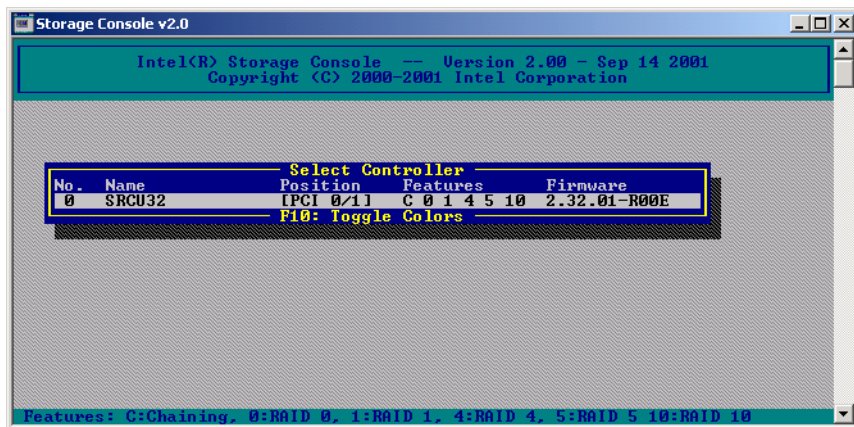 Storage Console v2.0
Intel(R) Storage Console -- Version 2.00 - Sep 14 2001
Copyright (C) 2000-2001 Intel Corporation
Select Controller
No. Name Position Features Firmware
0 SRCU32 [PCI 0/1] C 0 1 4 5 10 2.32.01-R00E
F10: Toggle Colors
Features: C:Chaining, 0:RAID 0, 1:RAID 1, 4:RAID 4, 5:RAID 5 10:RAID 10